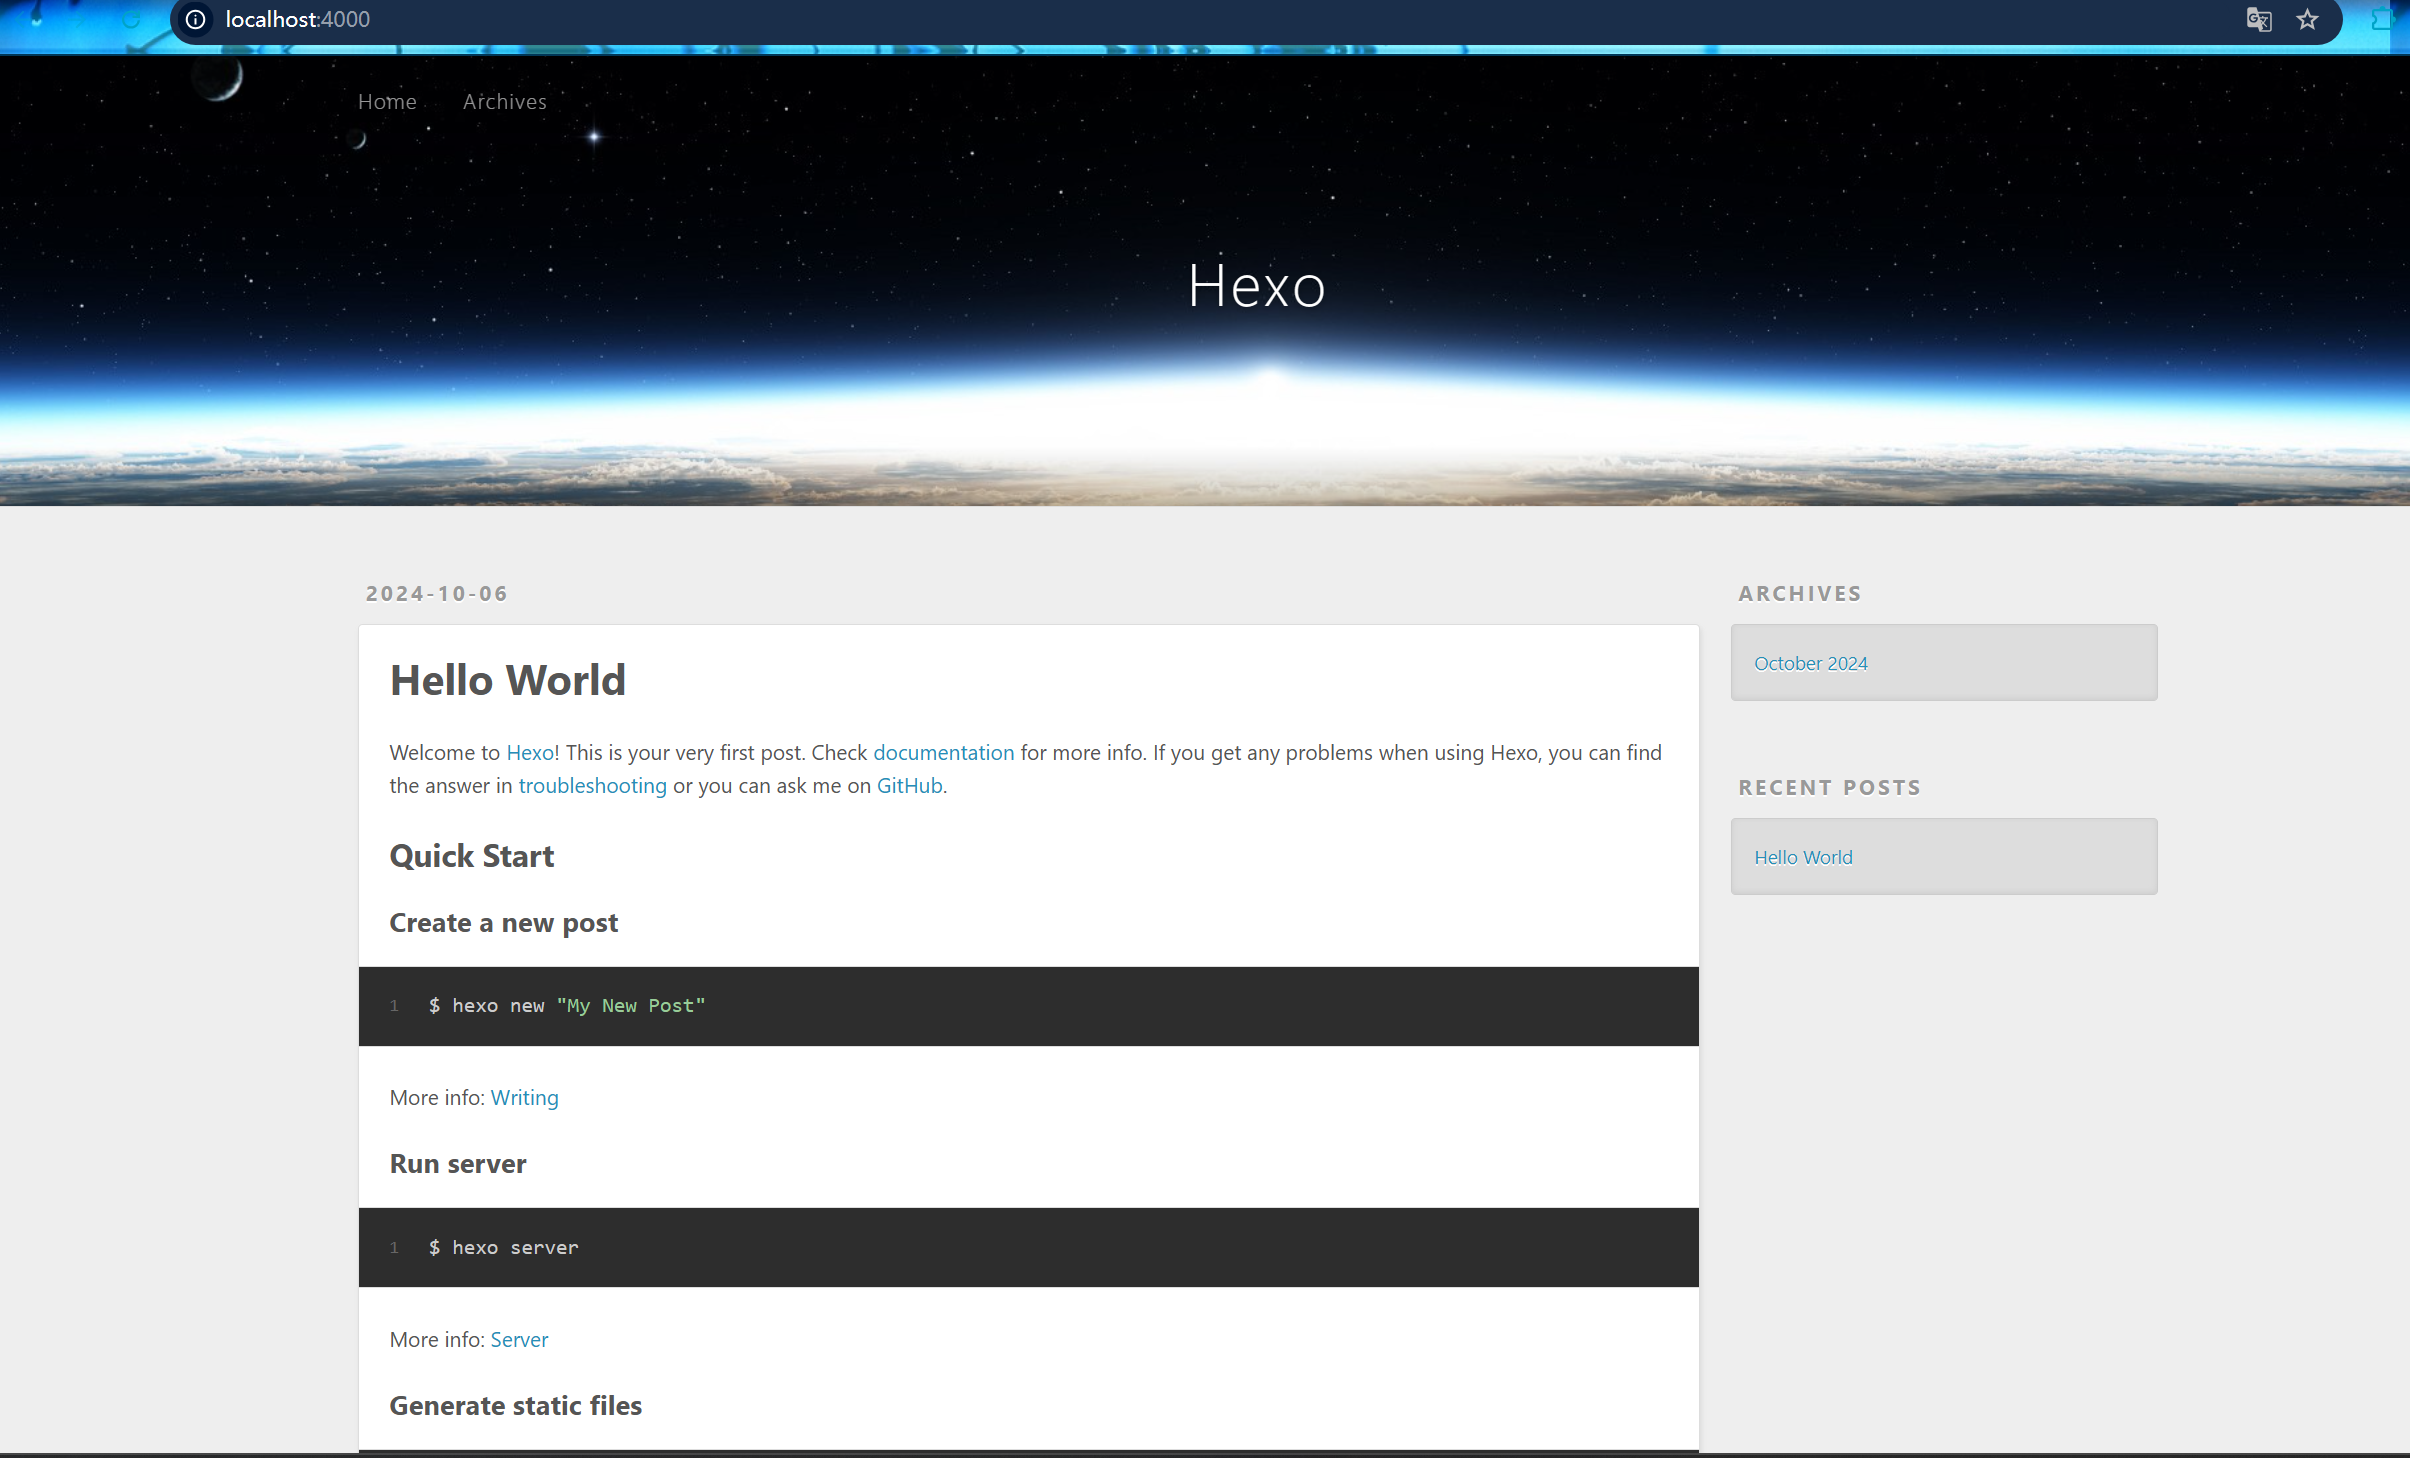 localhost:4000
Home Archives
Hexo
2024-10-06
Hello World
Welcome to Hexo! This is your very first post. Check documentation for more info. If you get any problems when using Hexo, you can find
the answer in troubleshooting or you can ask me on GitHub.
Quick Start
Create a new post
1 $ hexo new "My New Post"
More info: Writing
Run server
1 $ hexo server
More info: Server
Generate static files
ARCHIVES
October 2024
RECENT POSTS
Hello World